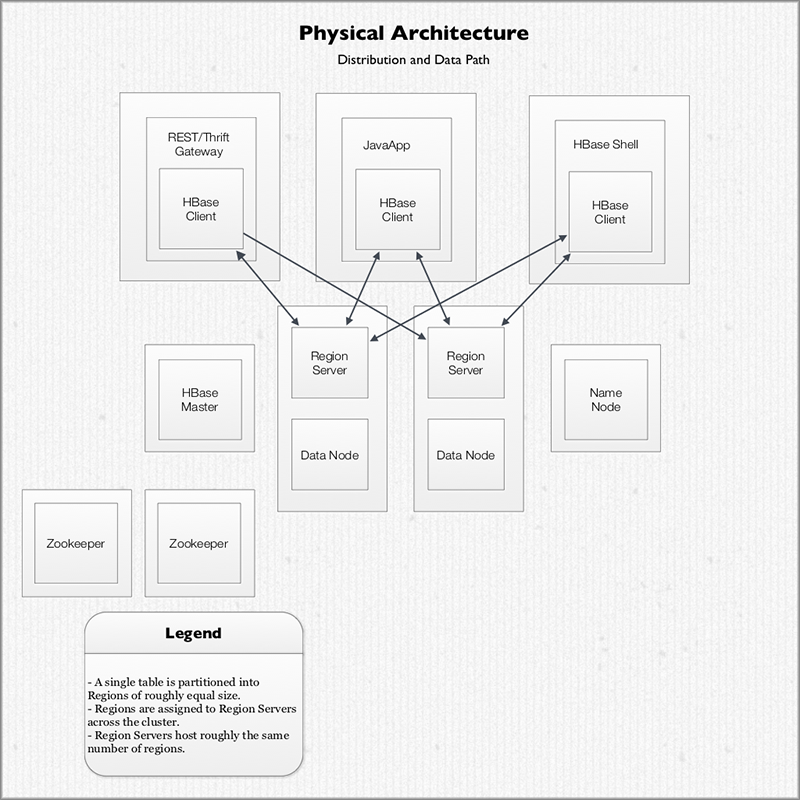 Physical Architecture
Distribution and Data Path
REST/Thrift
Gateway
HBase
Client
JavaApp
HBase
Client
HBase Shell
HBase
Client
Region
Server
Region
Server
HBase
Master
Name
Node
Data Node
Data Node
Zookeeper
Zookeeper
Legend
- A single table is partitioned into
Regions of roughly equal size.
- Regions are assigned to Region Servers
across the cluster.
- Region Servers host roughly the same
number of regions.